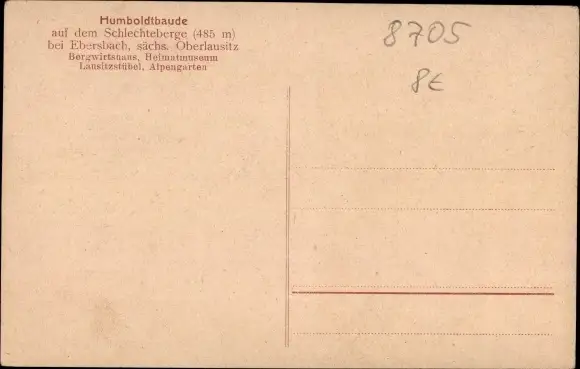 Humboldtbaude
auf dem Schlechteberge (485 m)
bei Ebersbach, sächs. Oberlausitz
Bergwirtshaus, Heimatmuseum
Lausitzstübel, Alpengarten
8705
8€